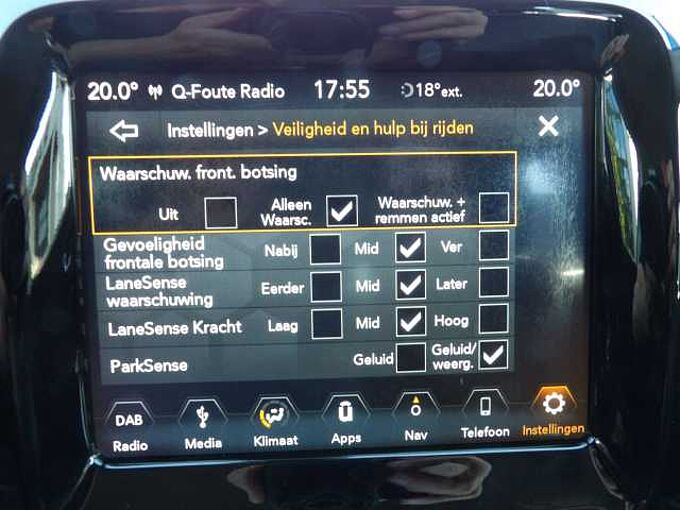 20.0° Q-Foute Radio 17:55 18°ext. 20.0°
Instellingen > Veiligheid en hulp bij rijden
Waarschuw. front. botsing
Uit
Alleen
Waarsc.
Waarschuw. +
remmen actief
Gevoeligheid
frontale botsing
Nabij Mid Ver
LaneSense
waarschuwing
Eerder Mid Later
LaneSense Kracht Laag Mid Hoog
ParkSense
Geluid
Geluid/
weerg.
DAB
Radio Media Klimaat Apps Nav Telefoon Instellingen